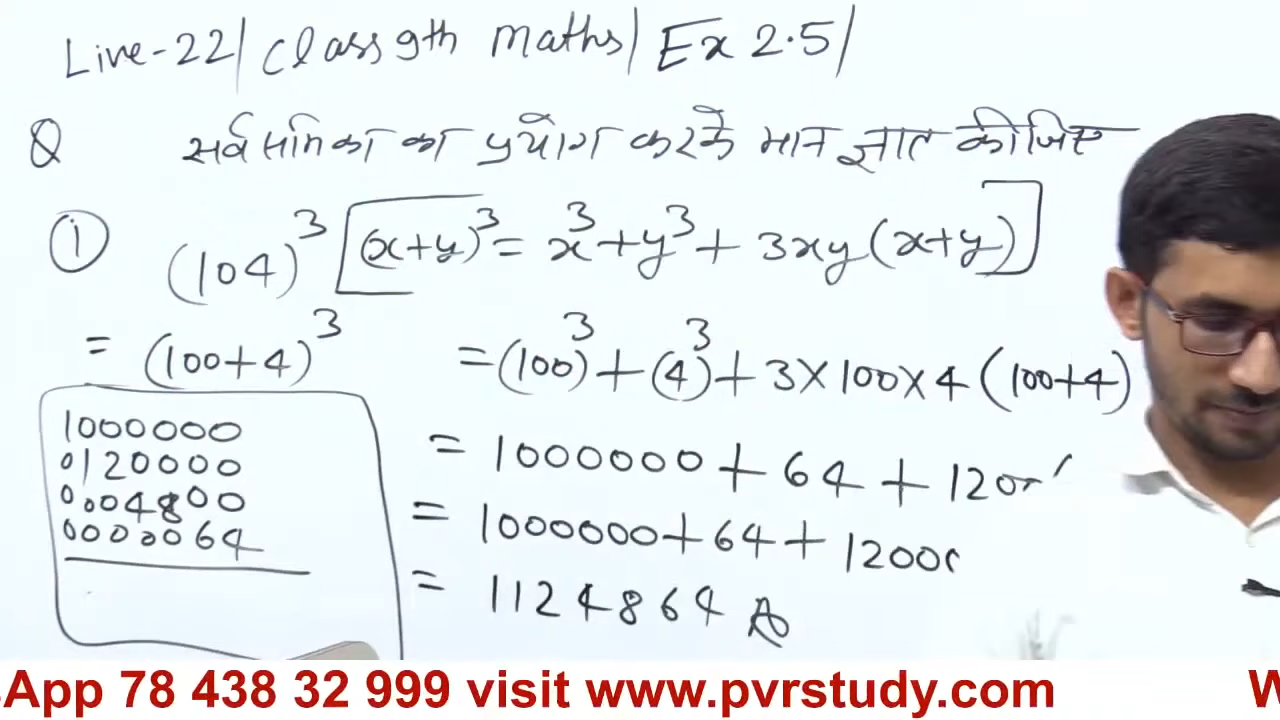 Live-22| Class 9th maths| Ex 2.5|
Q सर्वसमिका का प्रयोग करके मान ज्ञात कीजिए
① (104)³ [(x+y)³ = x³+y³+3xy(x+y)]
= (100+4)³ = (100)³+(4)³+3×100×4(100+4)
= 1000000+64+1200
= 1000000+64+12000
= 1124864 A
1000000
0120000
0004800
0000064
App 78 438 32 999 visit www.pvrstudy.com W